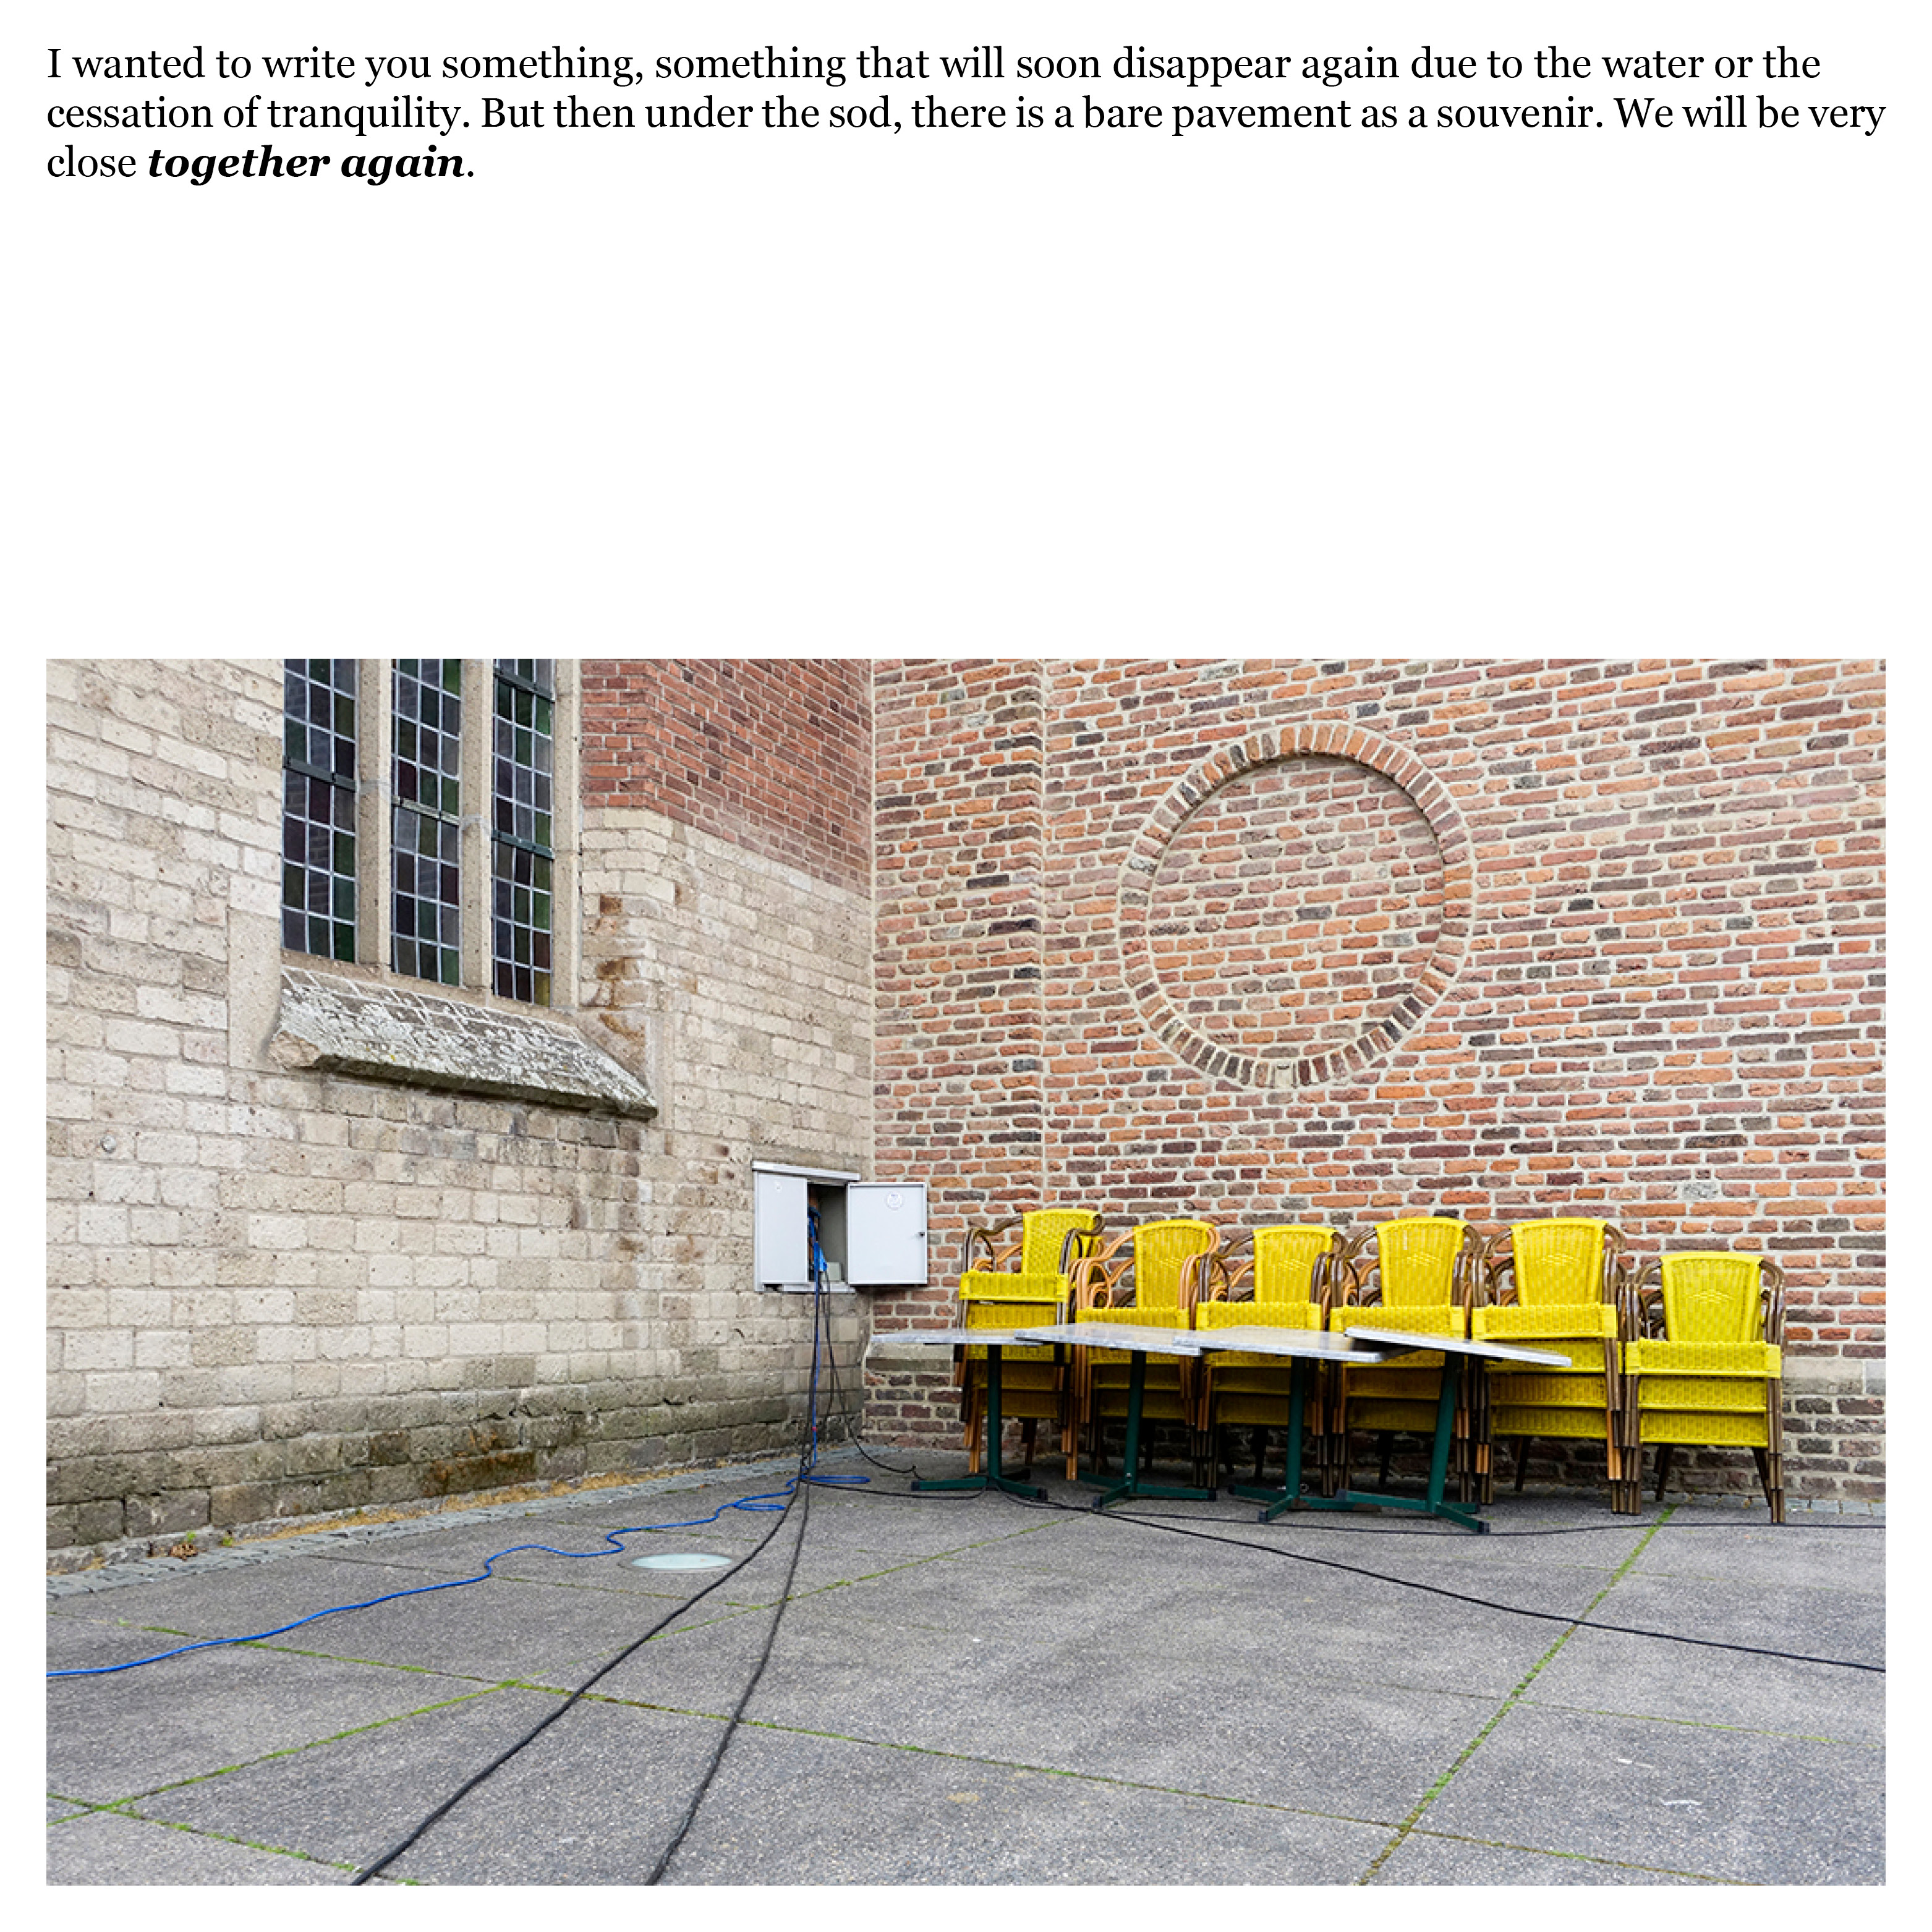 I wanted to write you something, something that will soon disappear again due to the water or the
cessation of tranquility. But then under the sod, there is a bare pavement as a souvenir. We will be very
close together again.